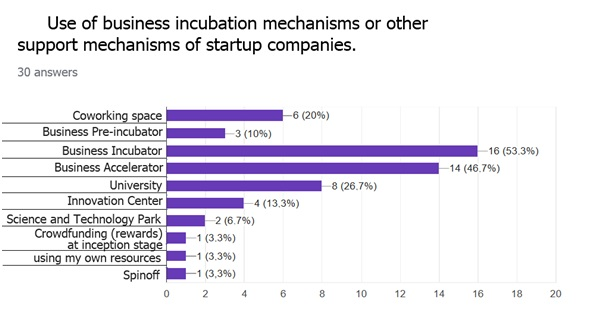 Use of business incubation mechanisms or other
support mechanisms of startup companies.
30 answers
Coworking space 6 (20%)
Business Pre-incubator 3 (10%)
Business Incubator 16 (53.3%)
Business Accelerator 14 (46.7%)
University 8 (26.7%)
Innovation Center 4 (13.3%)
Science and Technology Park 2 (6.7%)
Crowdfunding (rewards)
at inception stage 1 (3.3%)
using my own resources 1 (3.3%)
Spinoff 1 (3,3%)
0 2 4 6 8 10 12 14 16 18 20